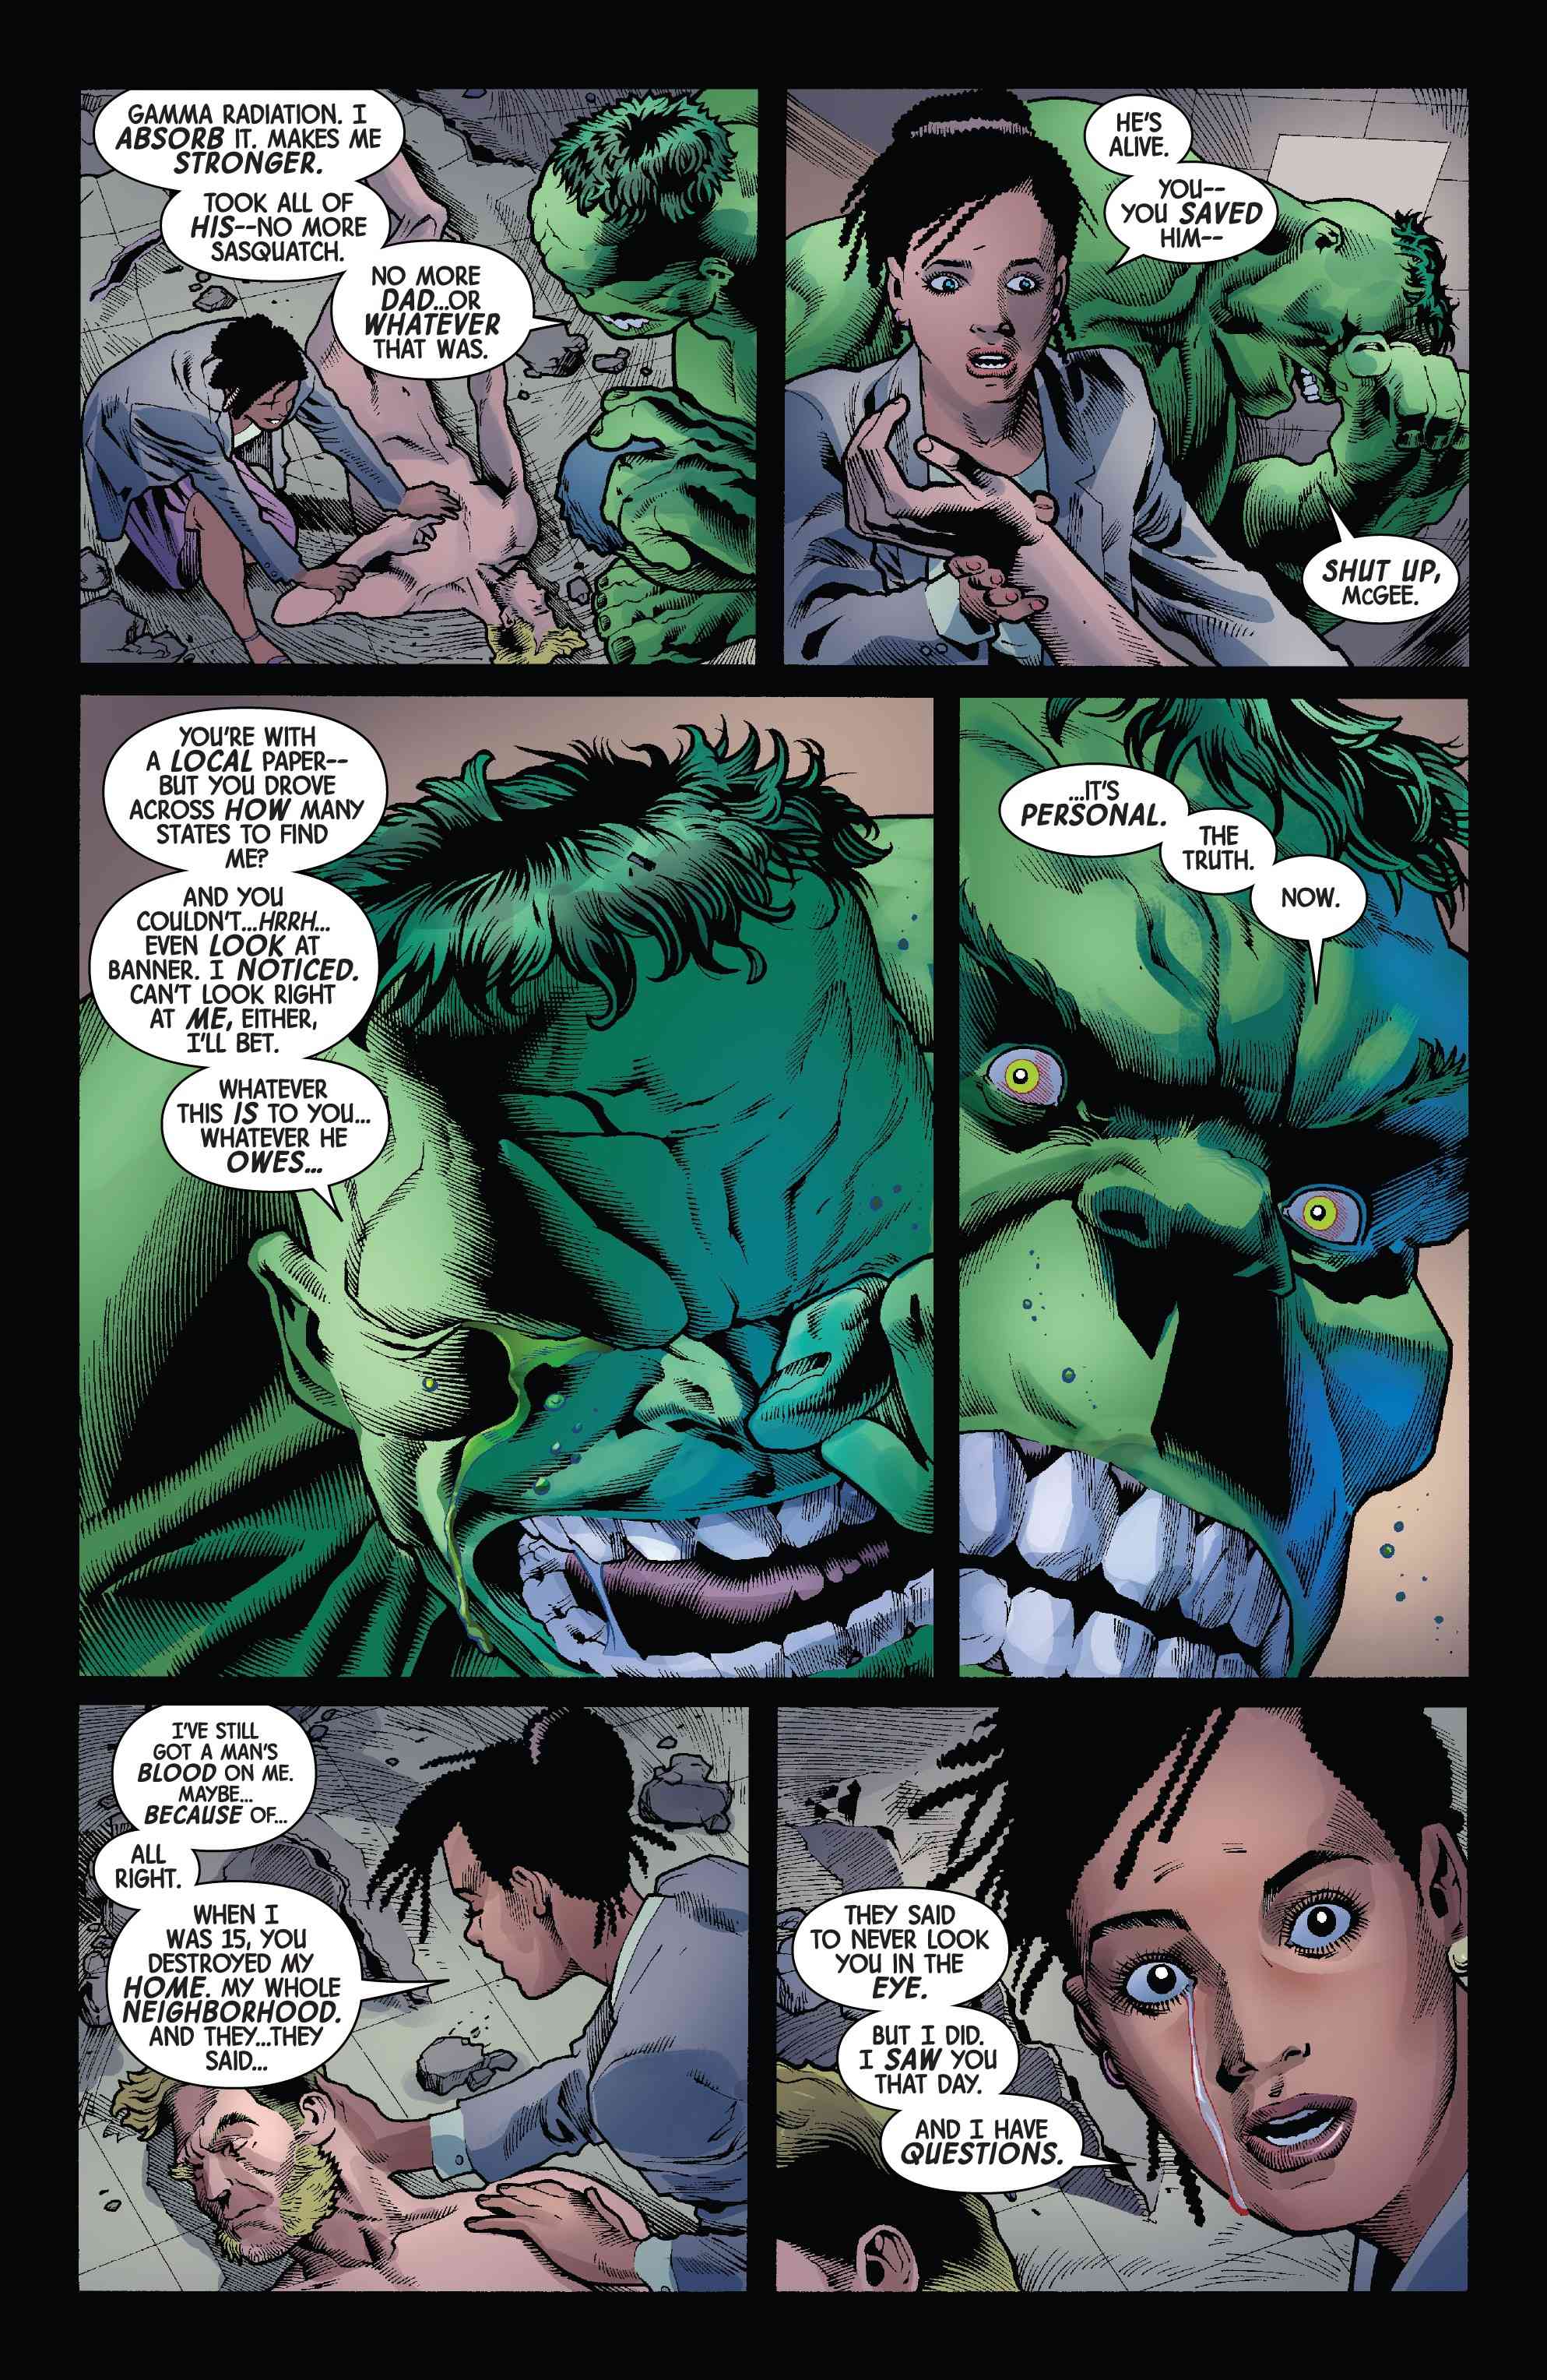 GAMMA RADIATION. I
ABSORB IT. MAKES ME
STRONGER.
TOOK ALL OF
HIS--NO MORE
SASQUATCH.
NO MORE
DAD...OR
WHATEVER
THAT WAS.
HE'S
ALIVE.
YOU--
YOU SAVED
HIM--
SHUT UP,
McGEE.
YOU'RE WITH
A LOCAL PAPER--
BUT YOU DROVE
ACROSS HOW MANY
STATES TO FIND
ME?
AND YOU
COULDN'T...HRRH...
EVEN LOOK AT
BANNER. I NOTICED.
CAN'T LOOK RIGHT
AT ME, EITHER,
I'LL BET.
WHATEVER
THIS IS TO YOU...
WHATEVER HE
OWES...
...IT'S
PERSONAL.
THE
TRUTH.
NOW.
I'VE STILL
GOT A MAN'S
BLOOD ON ME.
MAYBE...
BECAUSE OF...
ALL
RIGHT.
WHEN I
WAS 15, YOU
DESTROYED MY
HOME. MY WHOLE
NEIGHBORHOOD.
AND THEY...THEY
SAID...
THEY SAID
TO NEVER LOOK
YOU IN THE
EYE.
BUT I DID.
I SAW YOU
THAT DAY.
AND I HAVE
QUESTIONS.